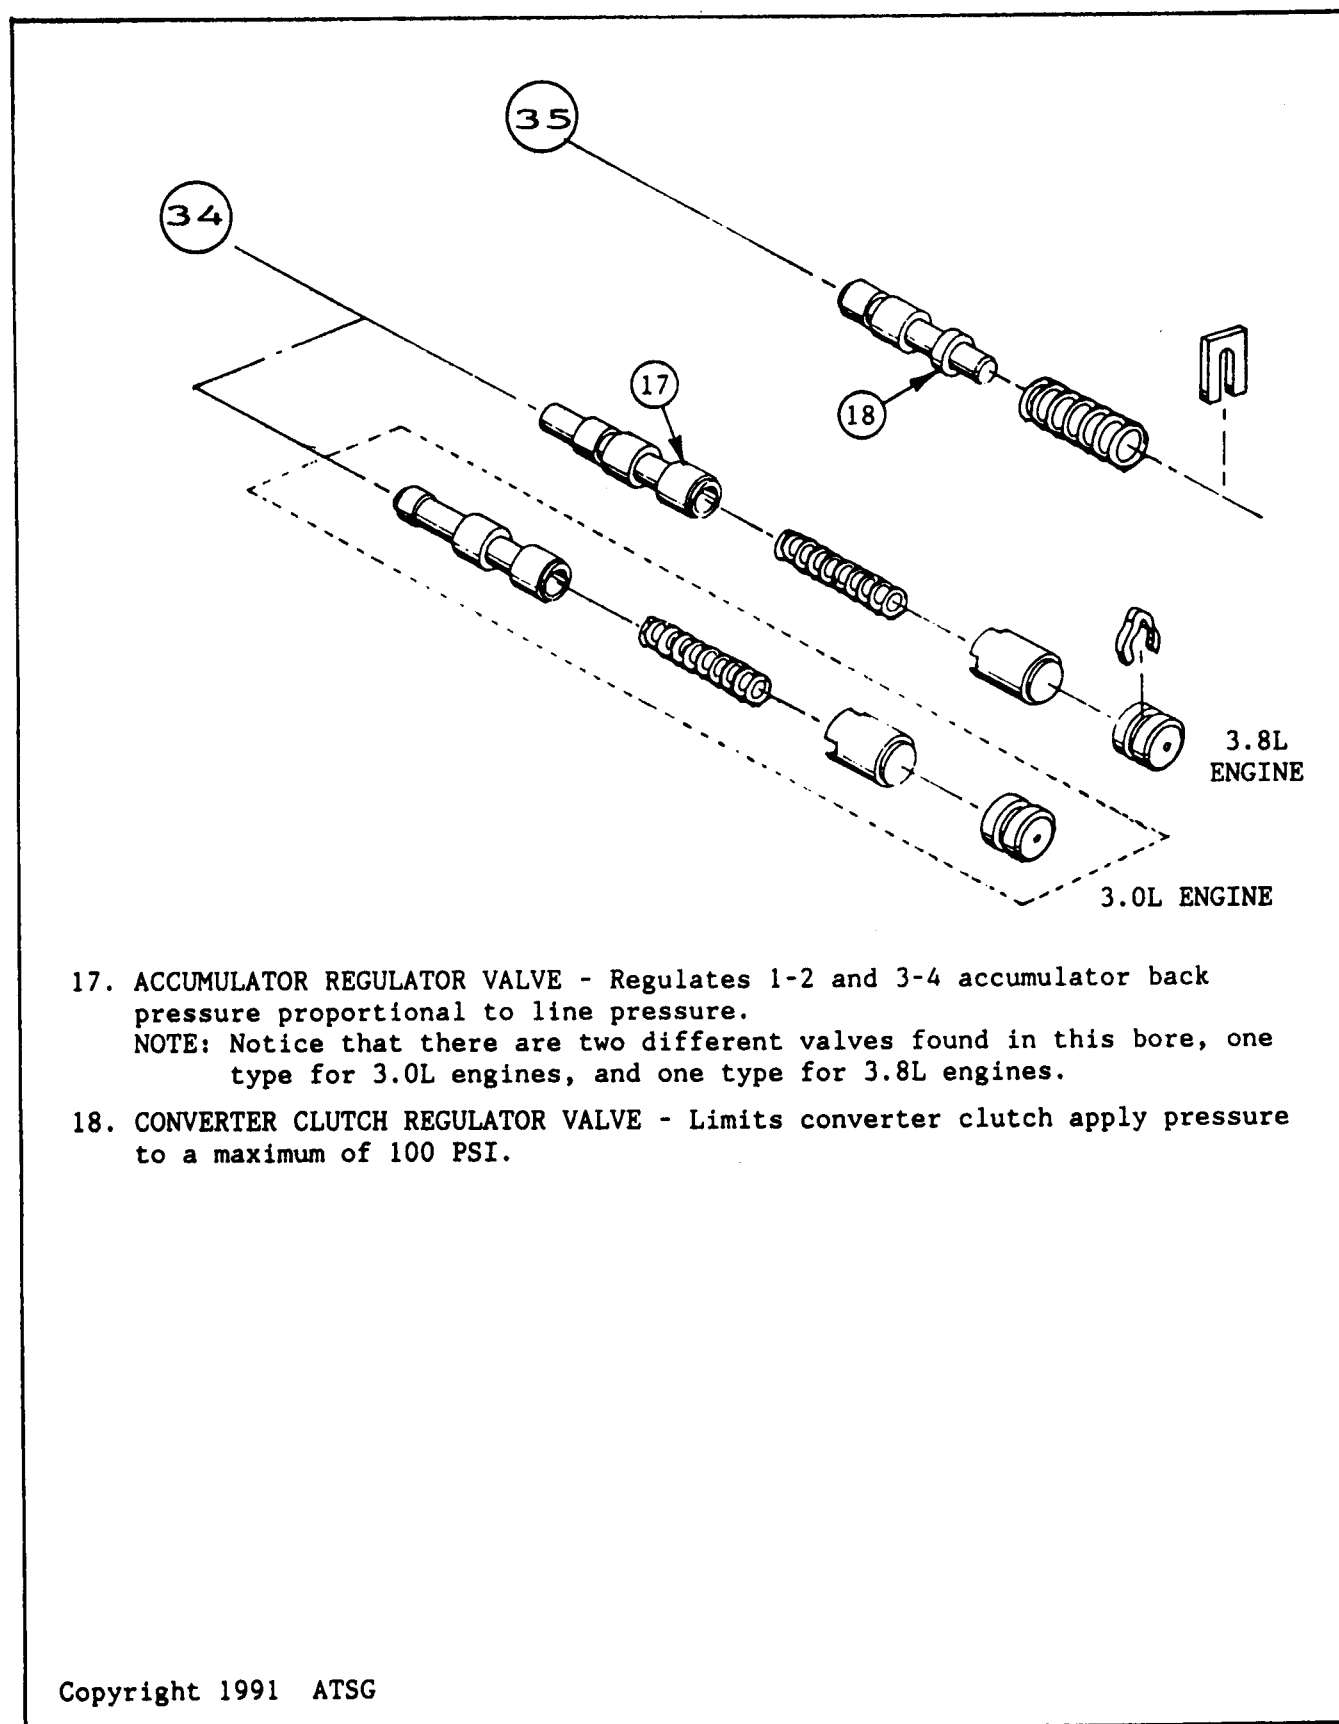 35
34
17
18
3.8L
ENGINE
3.0L ENGINE
17. ACCUMULATOR REGULATOR VALVE - Regulates 1-2 and 3-4 accumulator back
pressure proportional to line pressure.
NOTE: Notice that there are two different valves found in this bore, one
type for 3.0L engines, and one type for 3.8L engines.
18. CONVERTER CLUTCH REGULATOR VALVE - Limits converter clutch apply pressure
to a maximum of 100 PSI.
Copyright 1991 ATSG